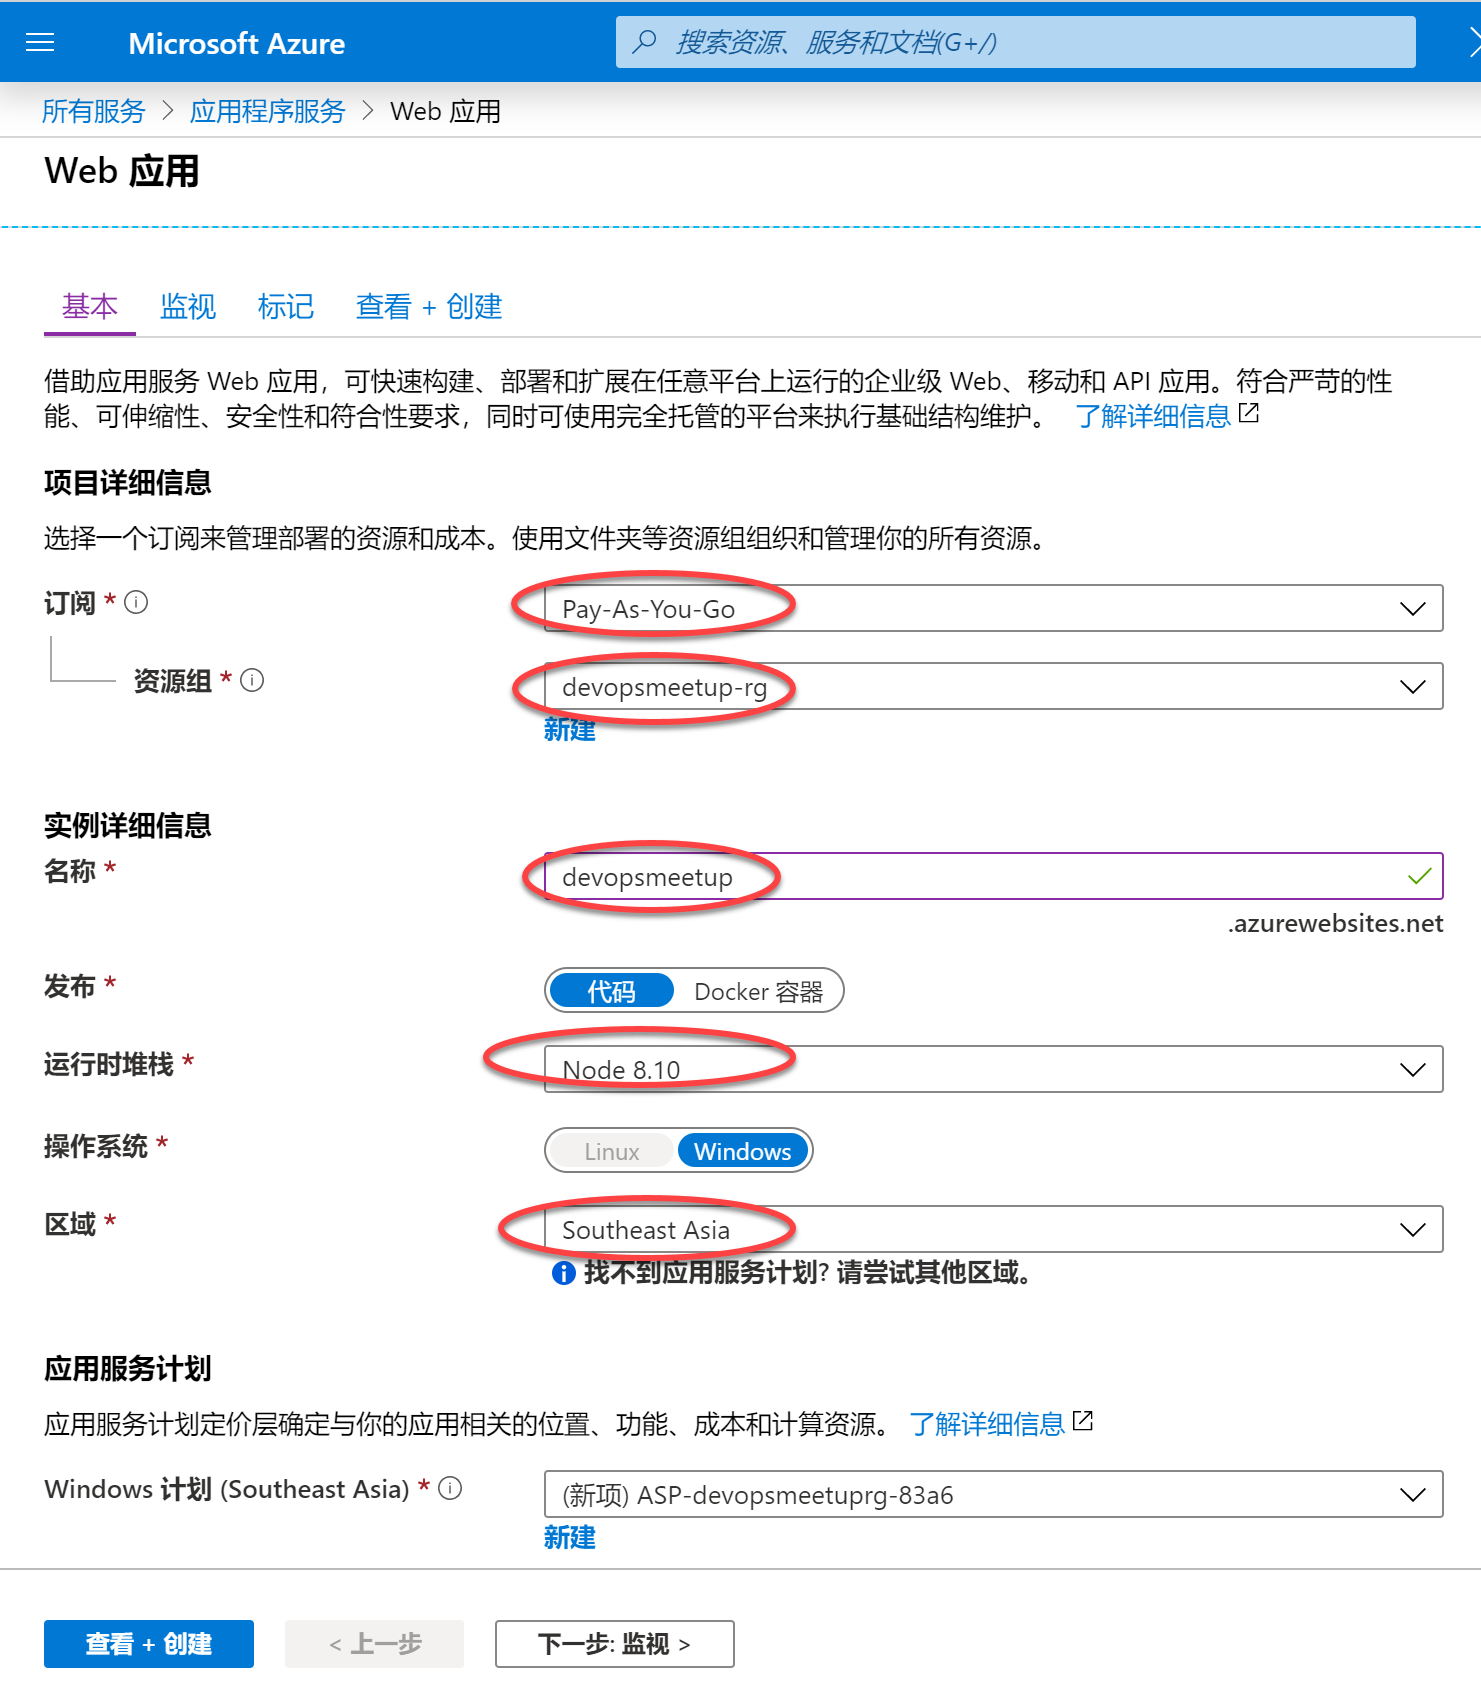 Microsoft Azure
搜索资源、服务和文档(G+/)
所有服务 > 应用程序服务 > Web 应用
Web 应用
基本 监视 标记 查看 + 创建
借助应用服务 Web 应用，可快速构建、部署和扩展在任意平台上运行的企业级 Web、移动和 API 应用。符合严苛的性
能、可伸缩性、安全性和符合性要求，同时可使用完全托管的平台来执行基础结构维护。 了解详细信息
项目详细信息
选择一个订阅来管理部署的资源和成本。使用文件夹等资源组组织和管理你的所有资源。
订阅 * Pay-As-You-Go
资源组 * devopsmeetup-rg
新建
实例详细信息
名称 * devopsmeetup
.azurewebsites.net
发布 * 代码 Docker 容器
运行时堆栈 * Node 8.10
操作系统 * Linux Windows
区域 * Southeast Asia
找不到应用服务计划? 请尝试其他区域。
应用服务计划
应用服务计划定价层确定与你的应用相关的位置、功能、成本和计算资源。 了解详细信息
Windows 计划 (Southeast Asia) * (新项) ASP-devopsmeetuprg-83a6
新建
查看 + 创建 < 上一步 下一步: 监视 >